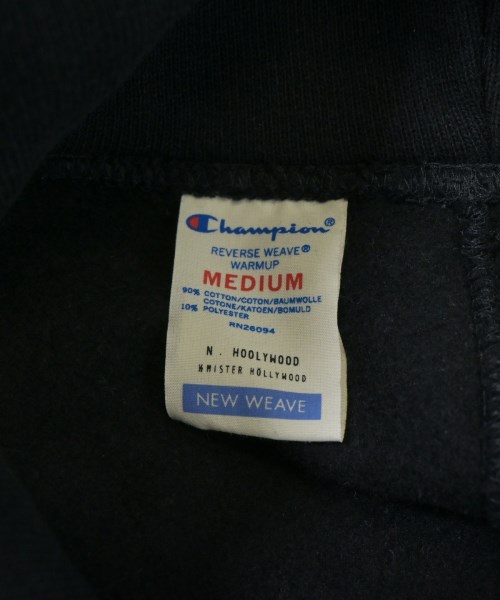 Champion®
REVERSE WEAVE®
WARMUP
MEDIUM
90% COTTON/COTON/BAUMWOLLE
COTONE/KATOEN/BOMULD
10% POLYESTER
RN26094
N. HOOLYWOOD
※MISTER HOLLYWOOD
NEW WEAVE